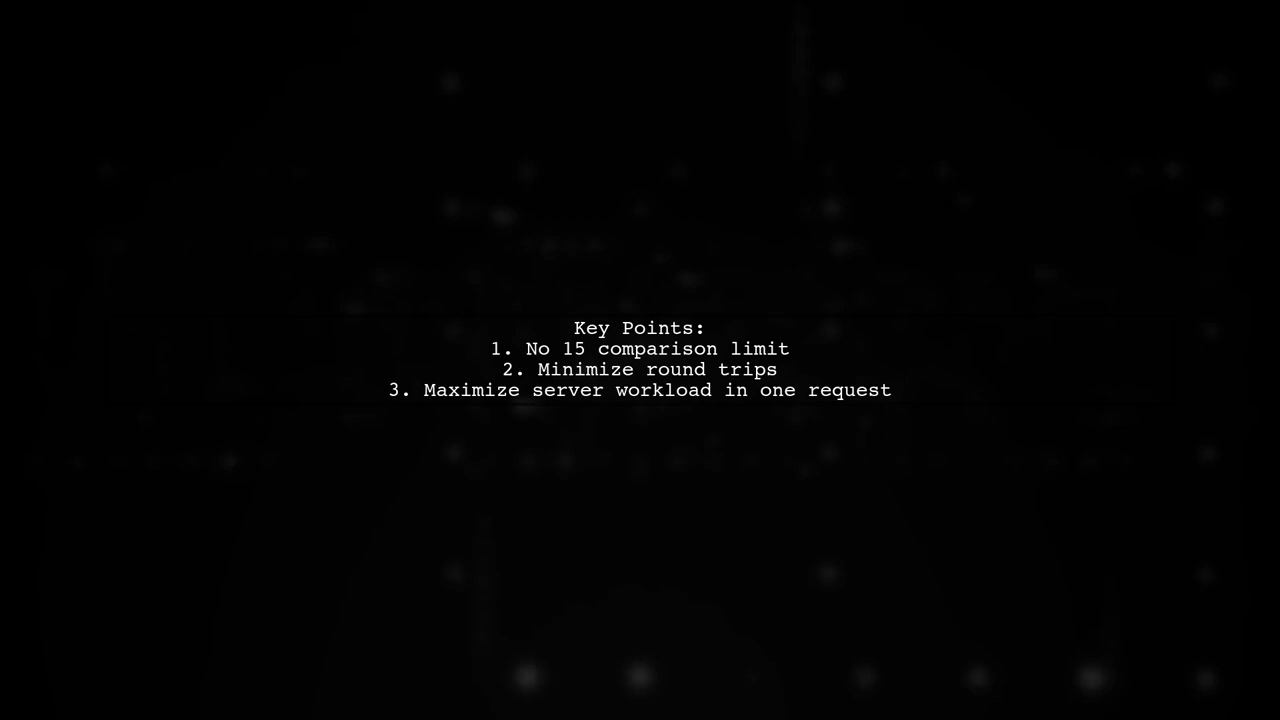 Key Points:
1. No 15 comparison limit
2. Minimize round trips
3. Maximize server workload in one request